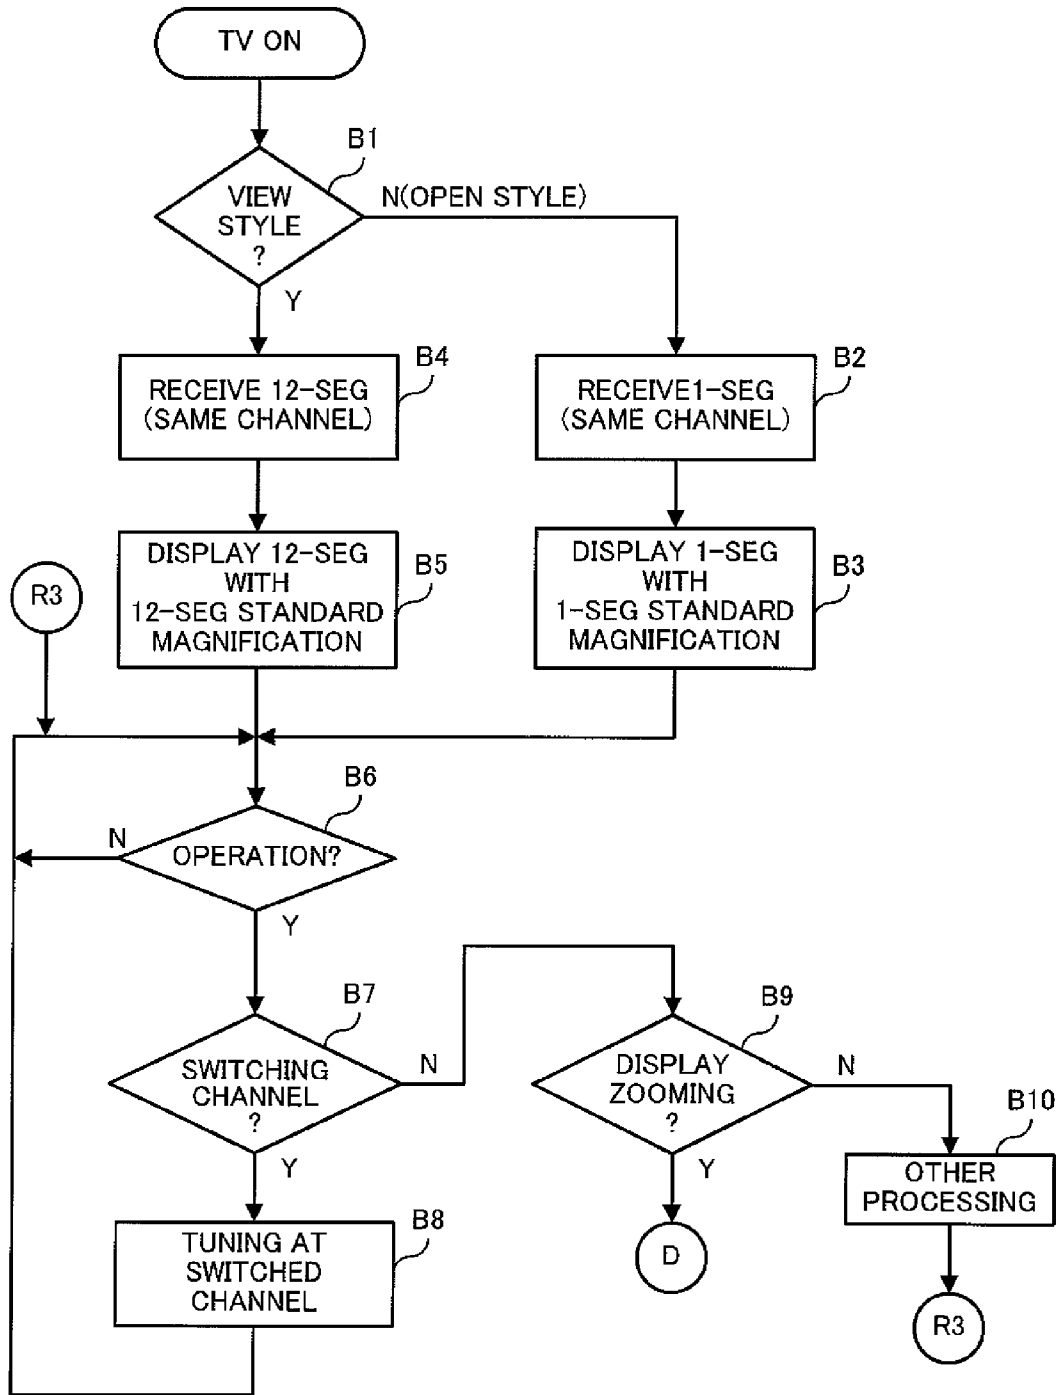 TV ON
B1
VIEW
STYLE
?
N(OPEN STYLE)
Y
B4
RECEIVE 12-SEG
(SAME CHANNEL)
B2
RECEIVE1-SEG
(SAME CHANNEL)
B5
DISPLAY 12-SEG
WITH
12-SEG STANDARD
MAGNIFICATION
B3
DISPLAY 1-SEG
WITH
1-SEG STANDARD
MAGNIFICATION
R3
B6
OPERATION?
N
Y
B7
SWITCHING
CHANNEL
?
N
Y
B9
DISPLAY
ZOOMING
?
N
Y
B10
OTHER
PROCESSING
B8
TUNING AT
SWITCHED
CHANNEL
D
R3